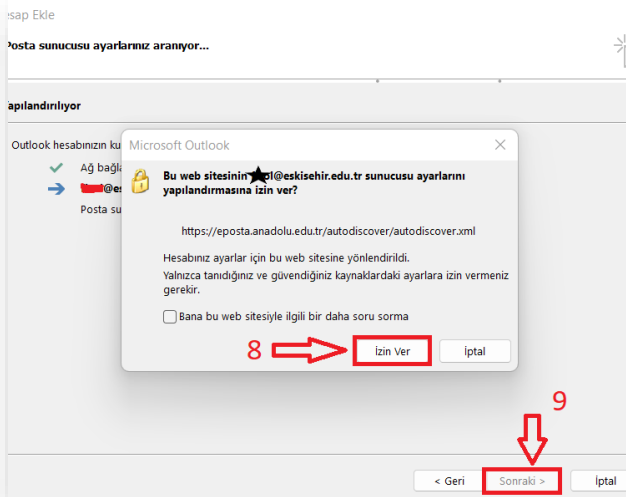 esap Ekle
Posta sunucusu ayarlarınız aranıyor...
apılandırılıyor
Outlook hesabınızın ku
Ağ bağla
@es
Posta su
Microsoft Outlook
Bu web sitesinin ol@eskisehir.edu.tr sunucusu ayarlarını
yapılandırmasına izin ver?
https://eposta.anadolu.edu.tr/autodiscover/autodiscover.xml
Hesabınız ayarlar için bu web sitesine yönlendirildi.
Yalnızca tanıdığınız ve güvendiğiniz kaynaklardaki ayarlara izin vermeniz
gerekir.
Bana bu web sitesiyle ilgili bir daha soru sorma
8
İzin Ver
İptal
9
< Geri
Sonraki >
İptal